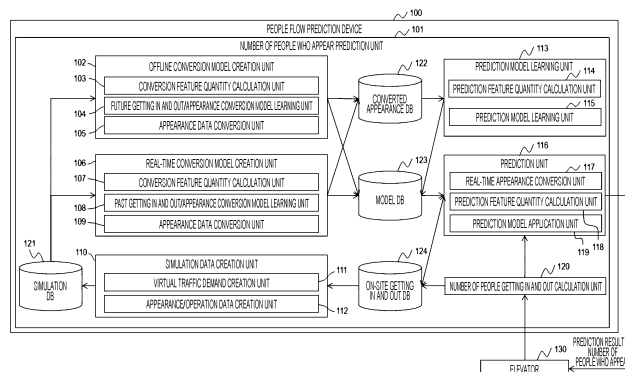 100
PEOPLE FLOW PREDICTION DEVICE
101
NUMBER OF PEOPLE WHO APPEAR PREDICTION UNIT
102
OFFLINE CONVERSION MODEL CREATION UNIT
103
CONVERSION FEATURE QUANTITY CALCULATION UNIT
104
FUTURE GETTING IN AND OUT/APPEARANCE CONVERSION MODEL LEARNING UNIT
105
APPEARANCE DATA CONVERSION UNIT
122
CONVERTED
APPEARANCE DB
113
PREDICTION MODEL LEARNING UNIT
114
PREDICTION FEATURE QUANTITY CALCULATION UNIT
115
PREDICTION MODEL LEARNING UNIT
106
REAL-TIME CONVERSION MODEL CREATION UNIT
107
CONVERSION FEATURE QUANTITY CALCULATION UNIT
108
PAST GETTING IN AND OUT/APPEARANCE CONVERSION MODEL LEARNING UNIT
109
APPEARANCE DATA CONVERSION UNIT
123
MODEL DB
116
PREDICTION UNIT
117
REAL-TIME APPEARANCE CONVERSION UNIT
PREDICTION FEATURE QUANTITY CALCULATION UNIT
118
PREDICTION MODEL APPLICATION UNIT
119
121
SIMULATION
DB
110
SIMULATION DATA CREATION UNIT
111
VIRTUAL TRAFFIC DEMAND CREATION UNIT
112
APPEARANCE/OPERATION DATA CREATION UNIT
124
ON-SITE GETTING
IN AND OUT DB
120
NUMBER OF PEOPLE GETTING IN AND OUT CALCULATION UNIT
130
ELEVATOR
PREDICTION RESULT
NUMBER OF
PEOPLE WHO APPEA